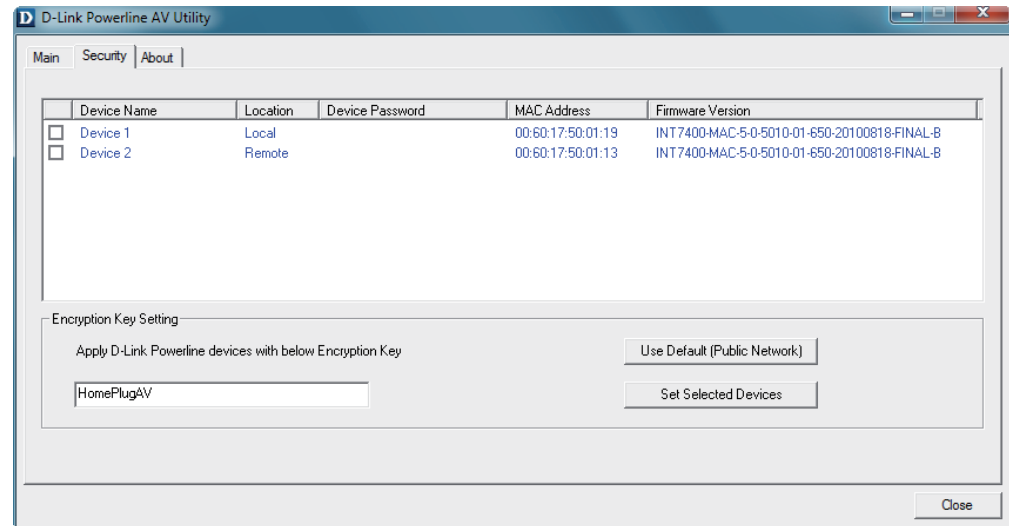 D D-Link Powerline AV Utility
Main Security About
Device Name Location Device Password MAC Address Firmware Version
Device 1 Local 00:60:17:50:01:19 INT7400-MAC-5-0-5010-01-650-20100818-FINAL-B
Device 2 Remote 00:60:17:50:01:13 INT7400-MAC-5-0-5010-01-650-20100818-FINAL-B
Encryption Key Setting
Apply D-Link Powerline devices with below Encryption Key
Use Default (Public Network)
HomePlugAV
Set Selected Devices
Close